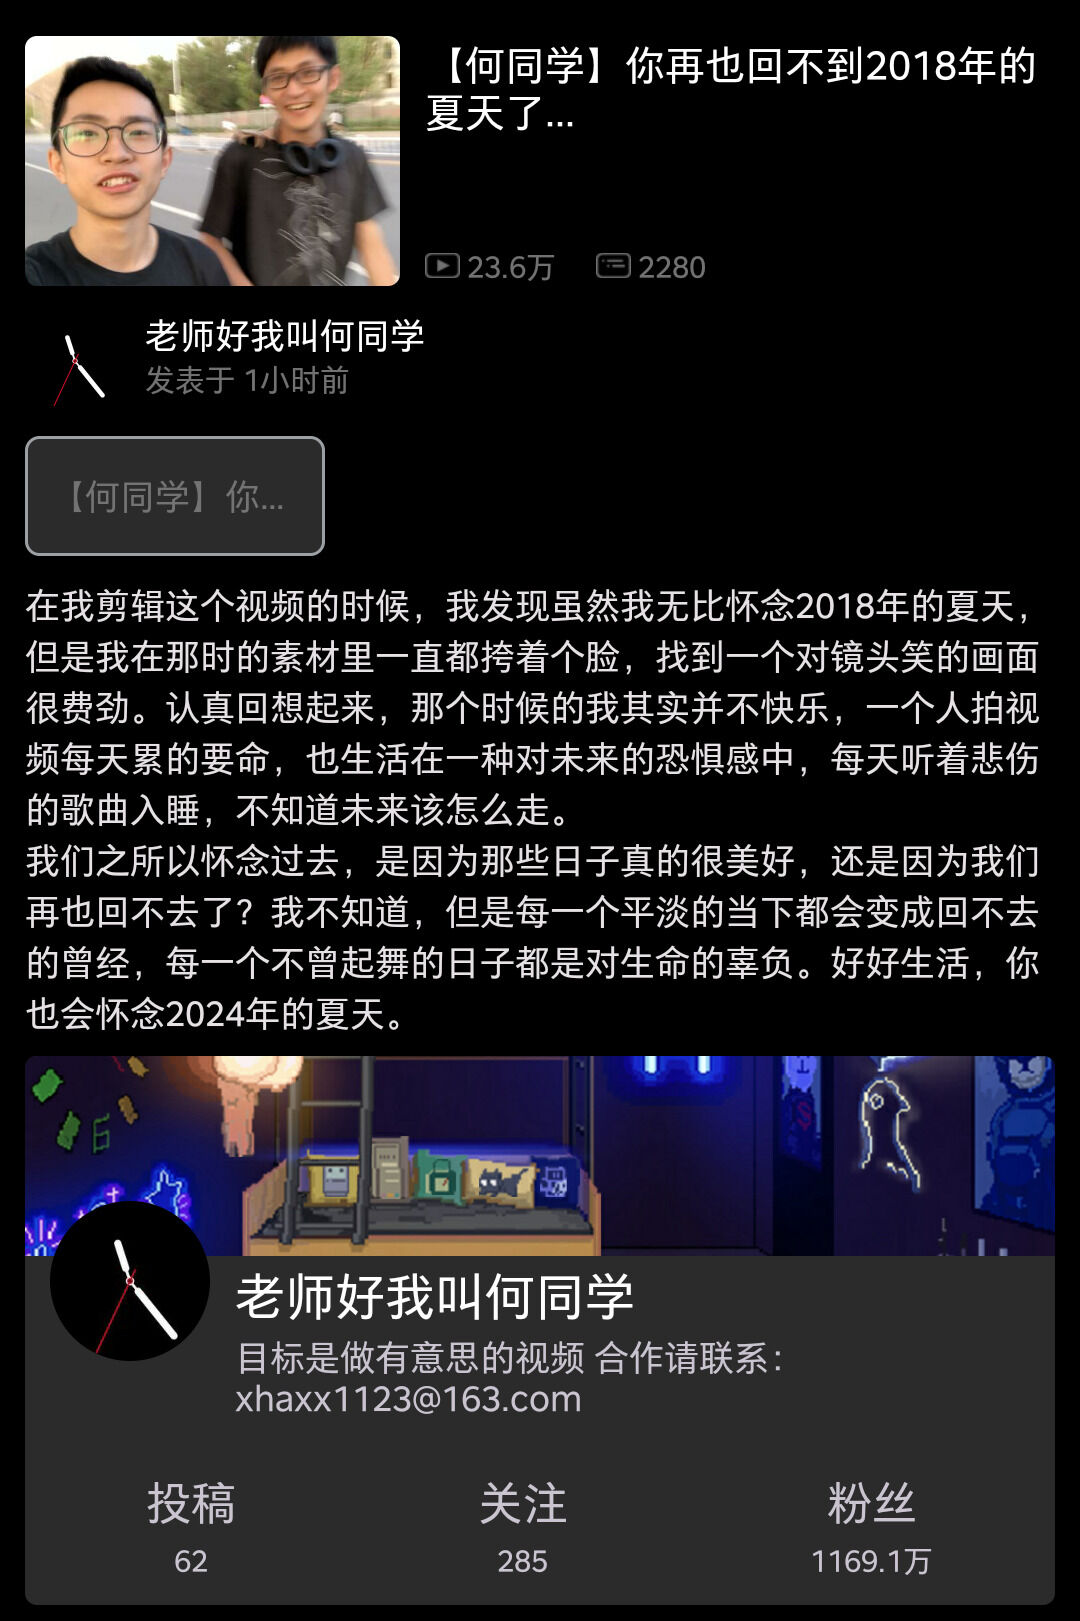 【何同学】你再也回不到2018年的
夏天了...
23.6万
2280
老师好我叫何同学
发表于 1小时前
【何同学】你...
在我剪辑这个视频的时候，我发现虽然我无比怀念2018年的夏天，
但是我在那时的素材里一直都挎着个脸，找到一个对镜头笑的画面
很费劲。认真回想起来，那个时候的我其实并不快乐，一个人拍视
频每天累的要命，也生活在一种对未来的恐惧感中，每天听着悲伤
的歌曲入睡，不知道未来该怎么走。
我们之所以怀念过去，是因为那些日子真的很美好，还是因为我们
再也回不去了？我不知道，但是每一个平淡的当下都会变成回不去
的曾经，每一个不曾起舞的日子都是对生命的辜负。好好生活，你
也会怀念2024年的夏天。
老师好我叫何同学
目标是做有意思的视频 合作请联系：
xhaxx1123@163.com
投稿
62
关注
285
粉丝
1169.1万